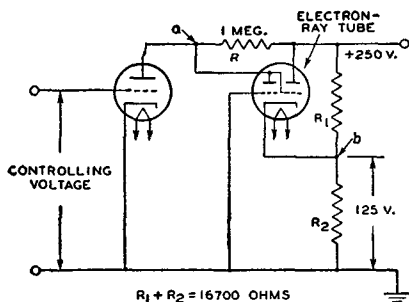 ELECTRON-
RAY TUBE
a
1 MEG.
R
+250 V.
R1
b
CONTROLLING
VOLTAGE
125 V.
R2
R1 + R2 = 16700 OHMS